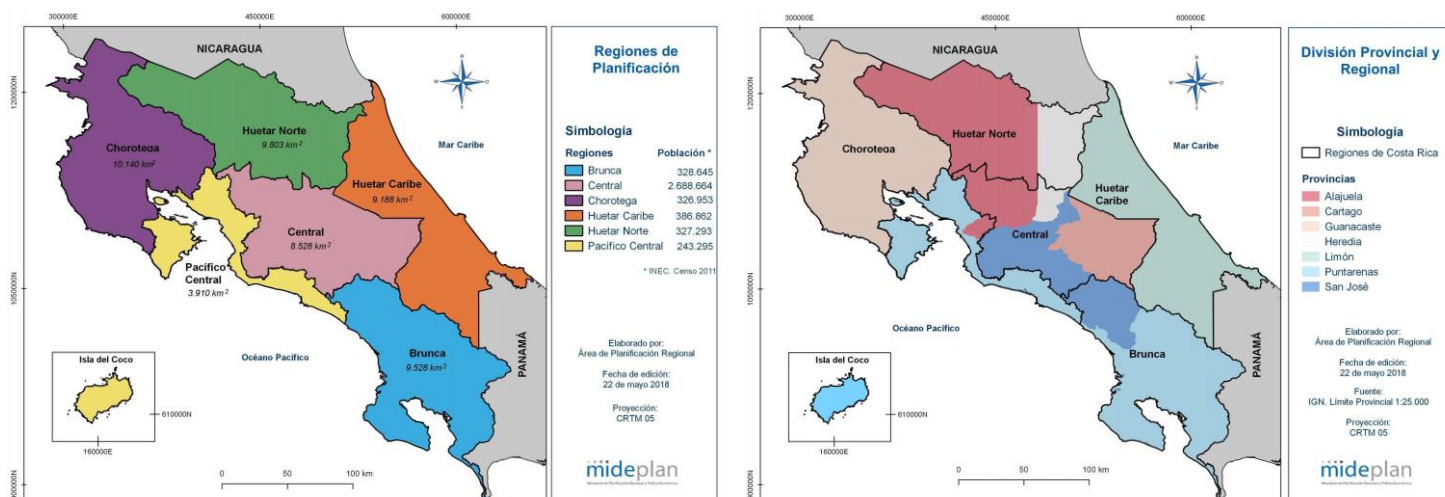 300000E
450000E
600000E
1200000N
1050000N
NICARAGUA
Huetar Norte
9.803 km²
Chorotega
10.140 km²
Mar Caribe
Huetar Caribe
9.188 km²
Central
8.528 km²
Pacífico
Central
3.910 km²
Océano Pacifico
Brunca
9.528 km²
PANAMÁ
Isla del Coco
610000N
160000E
0 50 100 km
Regiones de
Planificación
Simbología
Regiones Población *
Brunca 328.645
Central 2.688.664
Chorotega 326.953
Huetar Caribe 386.862
Huetar Norte 327.293
Pacífico Central 243.295
* INEC. Censo 2011
Elaborado por:
Área de Planificación Regional
Fecha de edición:
22 de mayo 2018
Proyección:
CRTM 05
mideplan
300000E
450000E
600000E
1200000N
1050000N
NICARAGUA
Huetar Norte
Chorotega
Mar Caribe
Huetar
Caribe
Central
Océano Pacifico
Brunca
PANAMÁ
Isla del Coco
610000N
160000E
0 50 100 km
División Provincial y
Regional
Simbología
Regiones de Costa Rica
Provincias
Alajuela
Cartago
Guanacaste
Heredia
Limón
Puntarenas
San José
Elaborado por:
Área de Planificación Regional
Fecha de edición:
22 de mayo 2018
Fuente:
IGN. Límite Provincial 1:25.000
Proyección:
CRTM 05
mideplan